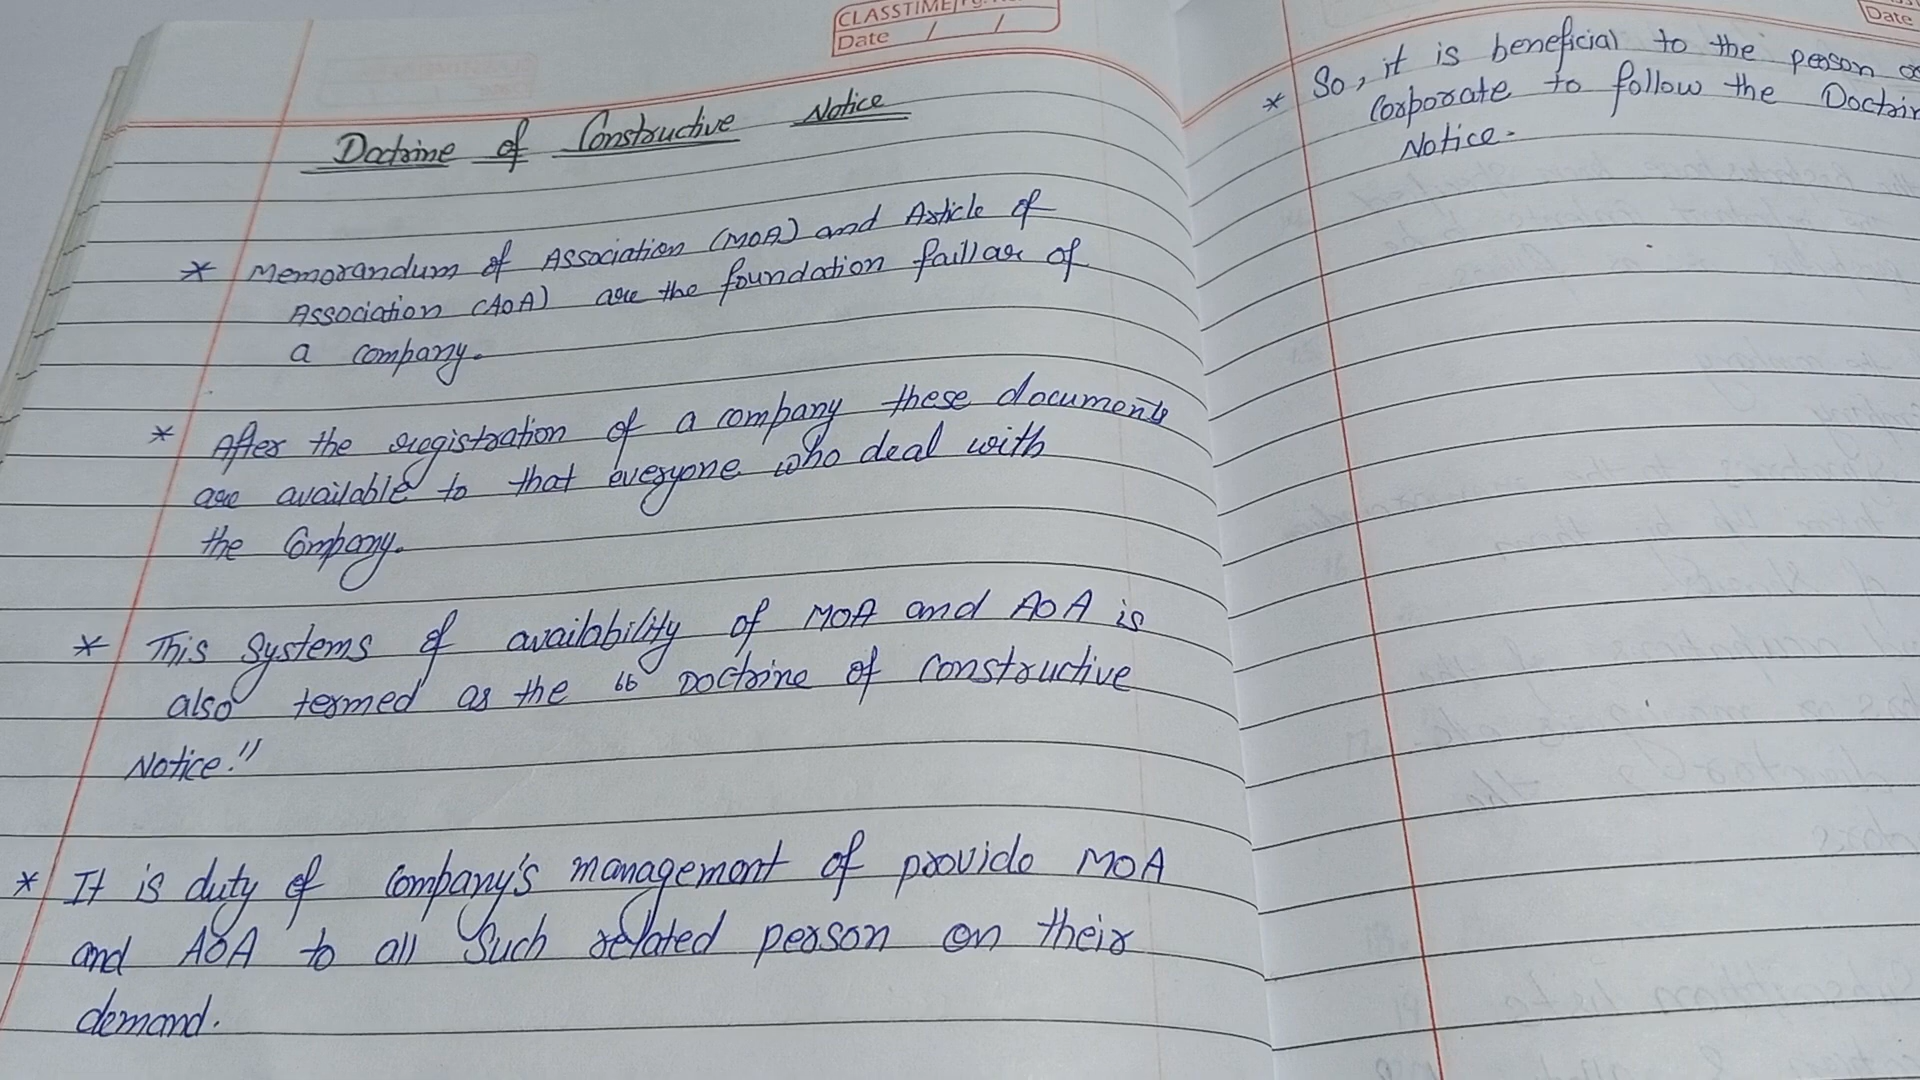 CLASSTIME
Date / /
Doctrine of Constructive Notice
* Memorandum of Association (MOA) and Article of
Association (AOA) are the foundation faillar of
a company.
* After the registration of a company these documents
are available to that everyone who deal with
the Company.
* This Systems of availability of MOA and AOA is
also termed as the "Doctrine of Constructive
Notice."
* It is duty of Company's management of provide MOA
and AOA to all Such related person on their
demand.
Date
* So, it is beneficial to the person
Corporate to follow the
Notice.